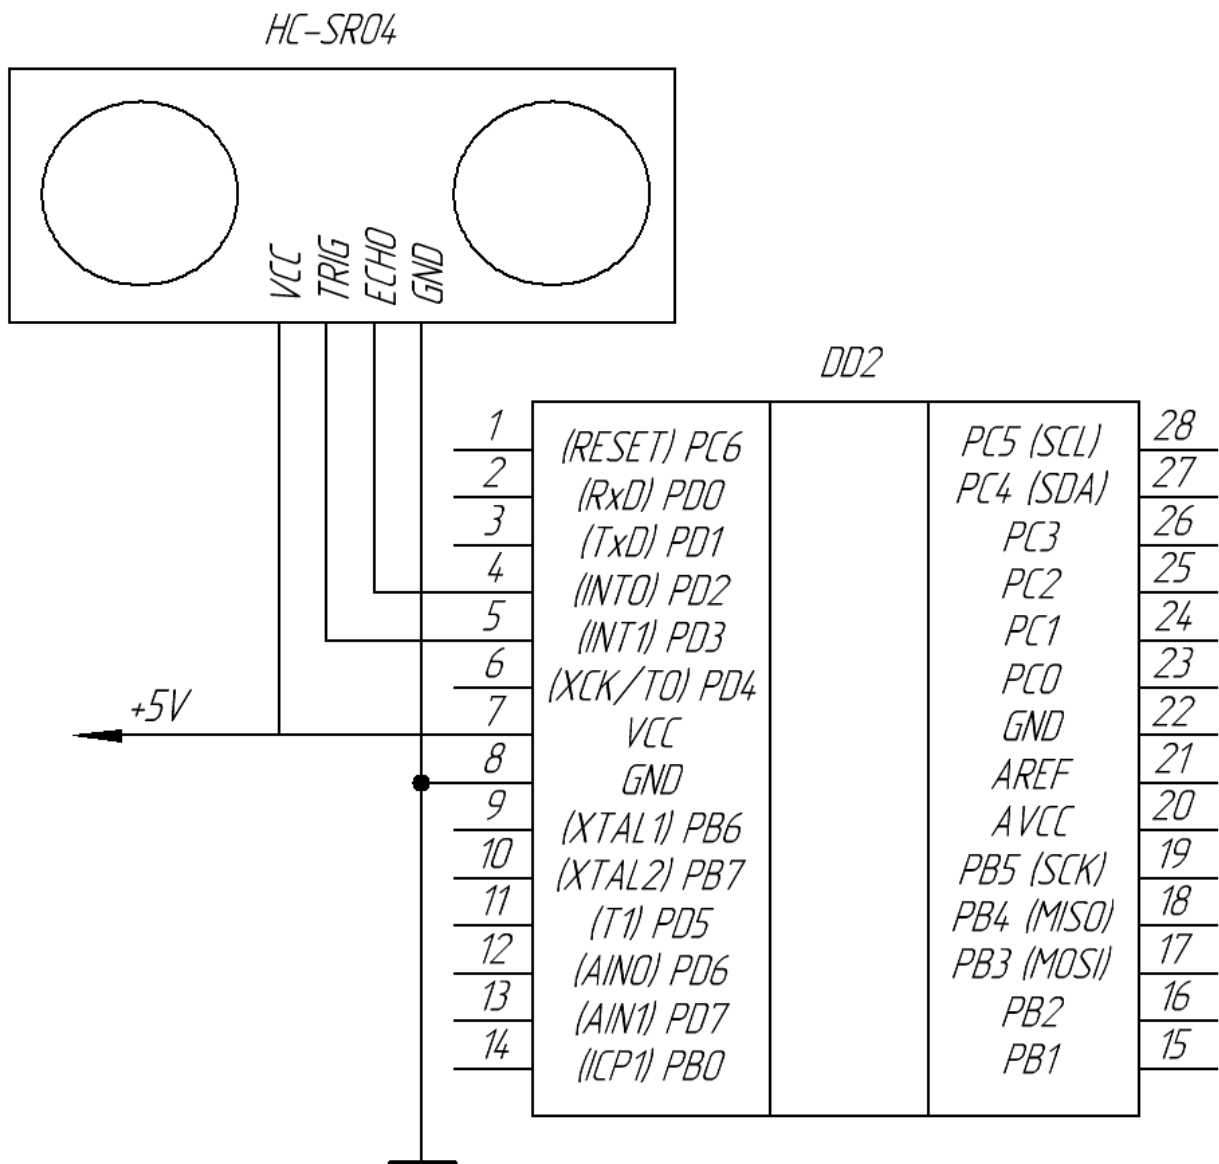 HC-SR04
VCC
TRIG
ECHO
GND
DD2
1 (RESET) PC6
2 (RxD) PD0
3 (TxD) PD1
4 (INT0) PD2
5 (INT1) PD3
6 (XCK/T0) PD4
+5V
7 VCC
8 GND
9 (XTAL1) PB6
10 (XTAL2) PB7
11 (T1) PD5
12 (AIN0) PD6
13 (AIN1) PD7
14 (ICP1) PB0
PC5 (SCL) 28
PC4 (SDA) 27
PC3 26
PC2 25
PC1 24
PC0 23
GND 22
AREF 21
AVCC 20
PB5 (SCK) 19
PB4 (MISO) 18
PB3 (MOSI) 17
PB2 16
PB1 15